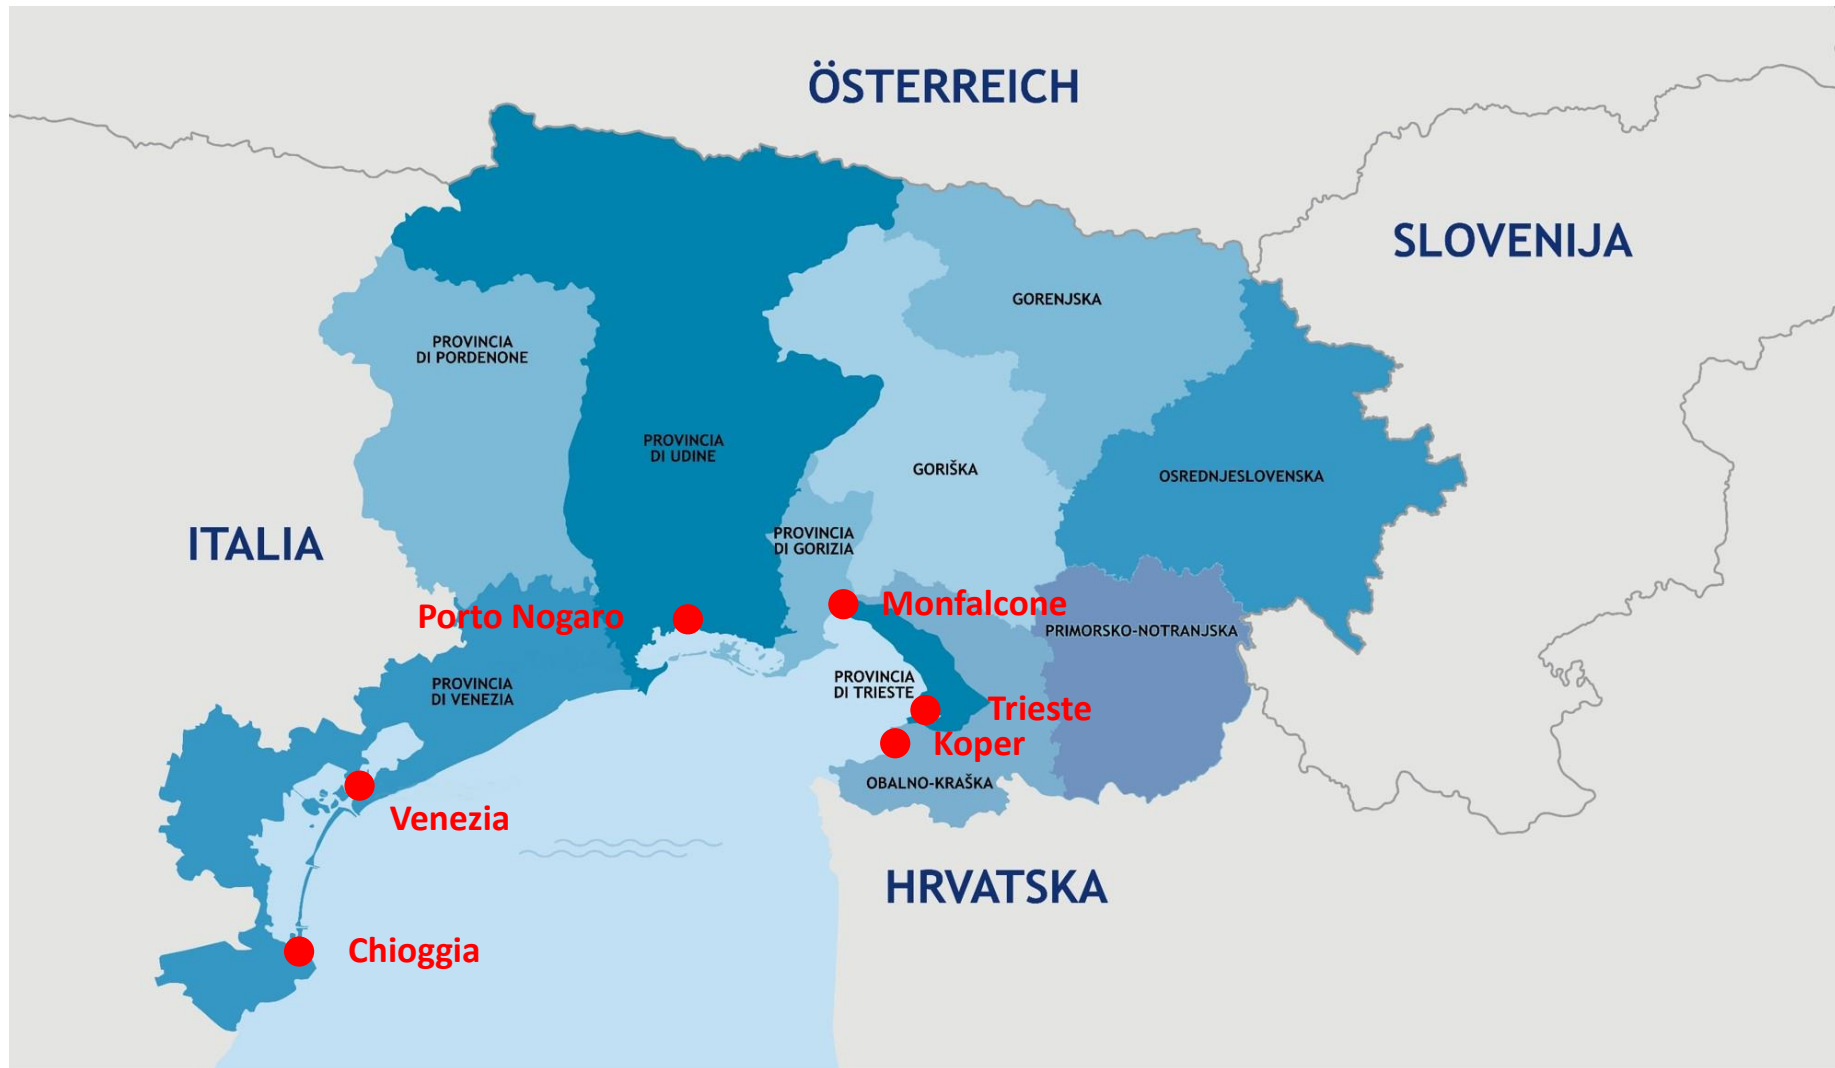 ÖSTERREICH
SLOVENIJA
GORENJSKA
PROVINCIA
DI PORDENONE
PROVINCIA
DI UDINE
GORIŠKA
OSREDNJESLOVENSKA
ITALIA
PROVINCIA
DI GORIZIA
Porto Nogaro
Monfalcone
PRIMORSKO-NOTRANJSKA
PROVINCIA
DI VENEZIA
PROVINCIA
DI TRIESTE
Trieste
Koper
OBALNO-KRAŠKA
Venezia
HRVATSKA
Chioggia